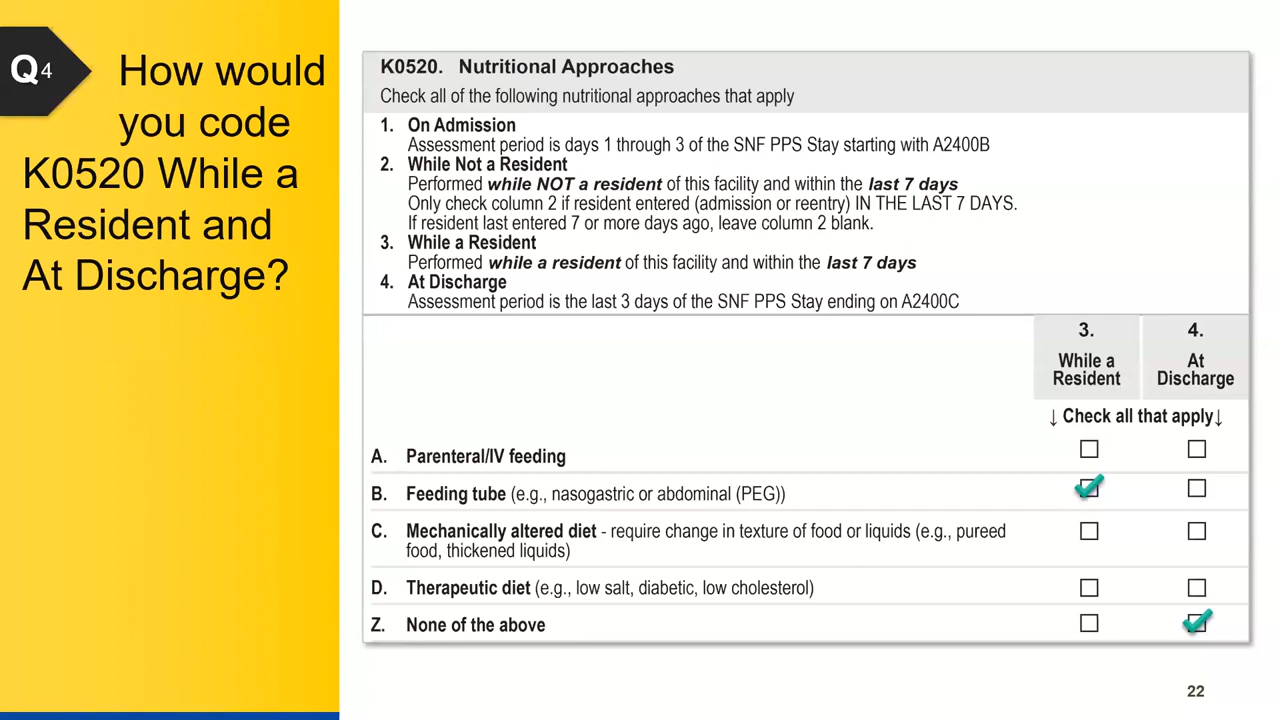 Q4
How would
you code
K0520 While a
Resident and
At Discharge?
K0520. Nutritional Approaches
Check all of the following nutritional approaches that apply
1. On Admission
Assessment period is days 1 through 3 of the SNF PPS Stay starting with A2400B
2. While Not a Resident
Performed while NOT a resident of this facility and within the last 7 days
Only check column 2 if resident entered (admission or reentry) IN THE LAST 7 DAYS.
If resident last entered 7 or more days ago, leave column 2 blank.
3. While a Resident
Performed while a resident of this facility and within the last 7 days
4. At Discharge
Assessment period is the last 3 days of the SNF PPS Stay ending on A2400C
3. 4.
While a At
Resident Discharge
↓ Check all that apply↓
A. Parenteral/IV feeding
B. Feeding tube (e.g., nasogastric or abdominal (PEG))
C. Mechanically altered diet - require change in texture of food or liquids (e.g., pureed
food, thickened liquids)
D. Therapeutic diet (e.g., low salt, diabetic, low cholesterol)
Z. None of the above
22